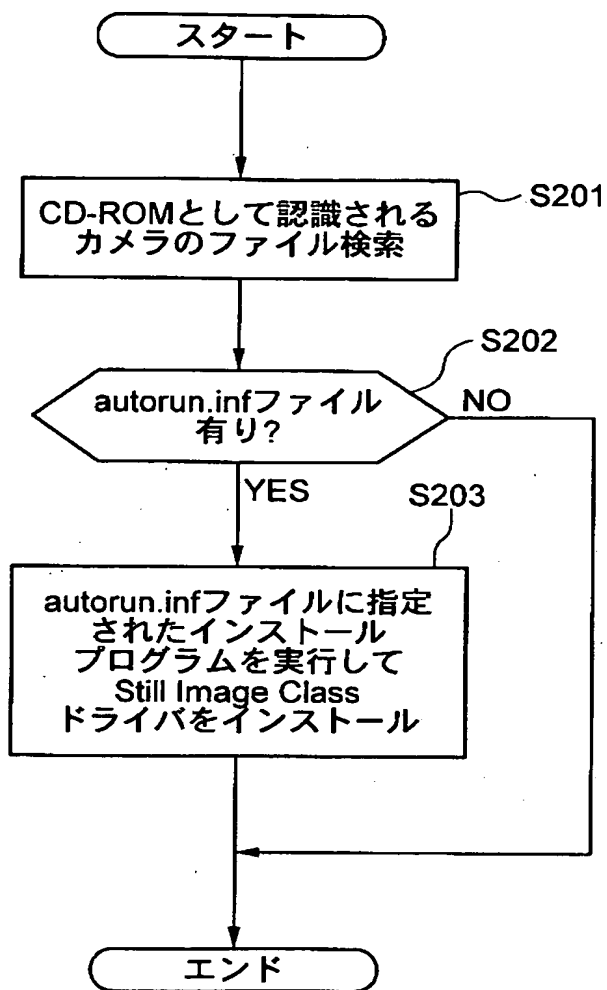 スタート
CD-ROMとして認識される
カメラのファイル検索
S201
autorun.infファイル
有り?
S202
NO
YES
S203
autorun.infファイルに指定
されたインストール
プログラムを実行して
Still Image Class
ドライバをインストール
エンド